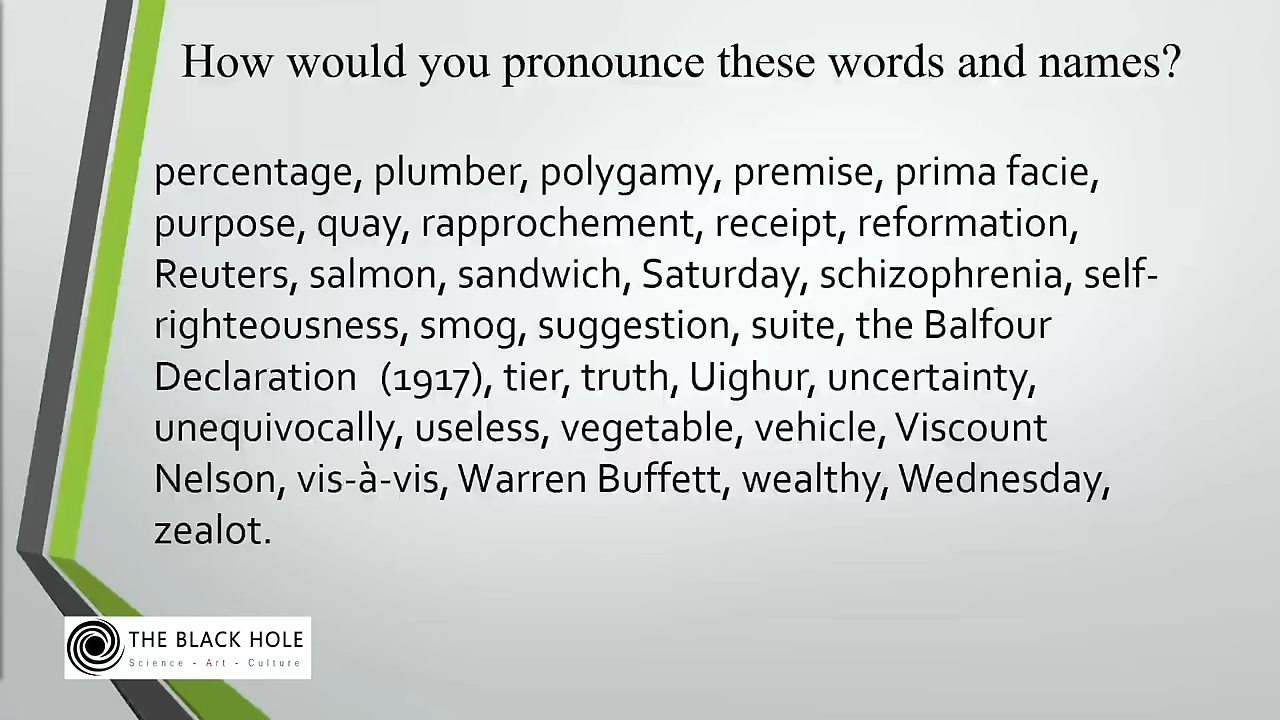 How would you pronounce these words and names?
percentage, plumber, polygamy, premise, prima facie,
purpose, quay, rapprochement, receipt, reformation,
Reuters, salmon, sandwich, Saturday, schizophrenia, self-
righteousness, smog, suggestion, suite, the Balfour
Declaration (1917), tier, truth, Uighur, uncertainty,
unequivocally, useless, vegetable, vehicle, Viscount
Nelson, vis-à-vis, Warren Buffett, wealthy, Wednesday,
zealot.
THE BLACK HOLE
Science - Art - Culture